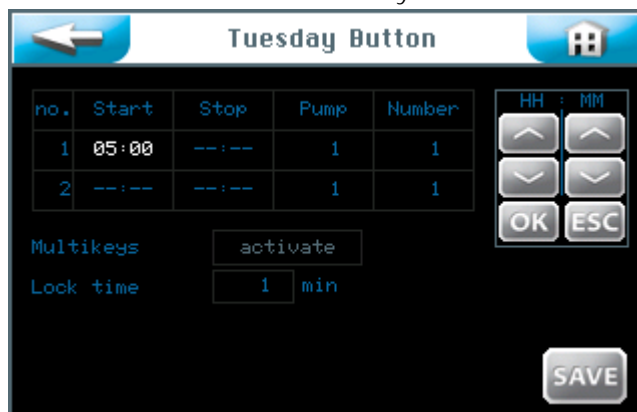 Tuesday Button
no. Start Stop Pump Number
1 05:00 --:-- 1 1
2 --:-- --:-- 1 1
HH : MM
OK ESC
Multikeys activate
Lock time 1 min
SAVE